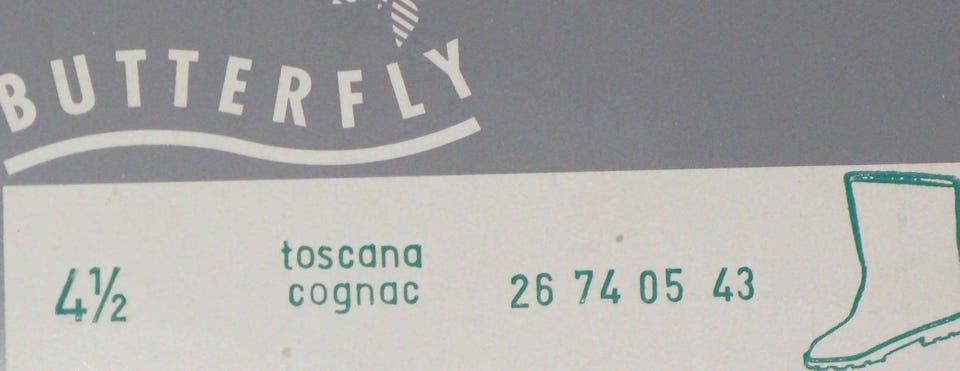 BUTTERFLY
4½
toscana
cognac
26 74 05 43